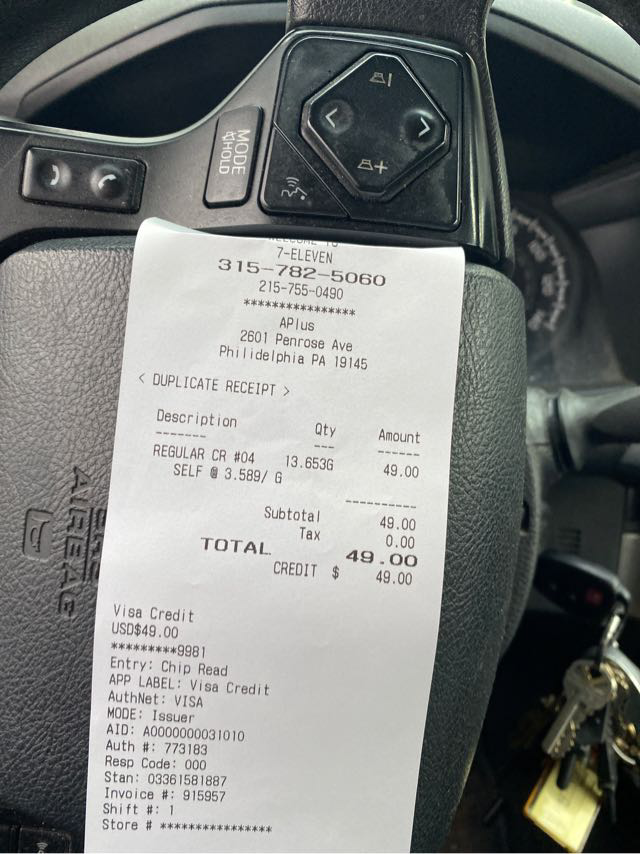 MODE
HOLD
WELCOME TO
7-ELEVEN
315-782-5060
215-755-0490
****************
APlus
2601 Penrose Ave
Philidelphia PA 19145
< DUPLICATE RECEIPT >
Description Qty Amount
------- --- ------
REGULAR CR #04 13.653G 49.00
SELF @ 3.589/ G
----------
Subtotal 49.00
Tax 0.00
TOTAL 49.00
CREDIT $ 49.00
Visa Credit
USD$49.00
*********9981
Entry: Chip Read
APP LABEL: Visa Credit
AuthNet: VISA
MODE: Issuer
AID: A0000000031010
Auth #: 773183
Resp Code: 000
Stan: 03361581887
Invoice #: 915957
Shift #: 1
Store # ****************
SRS
AIRBAG